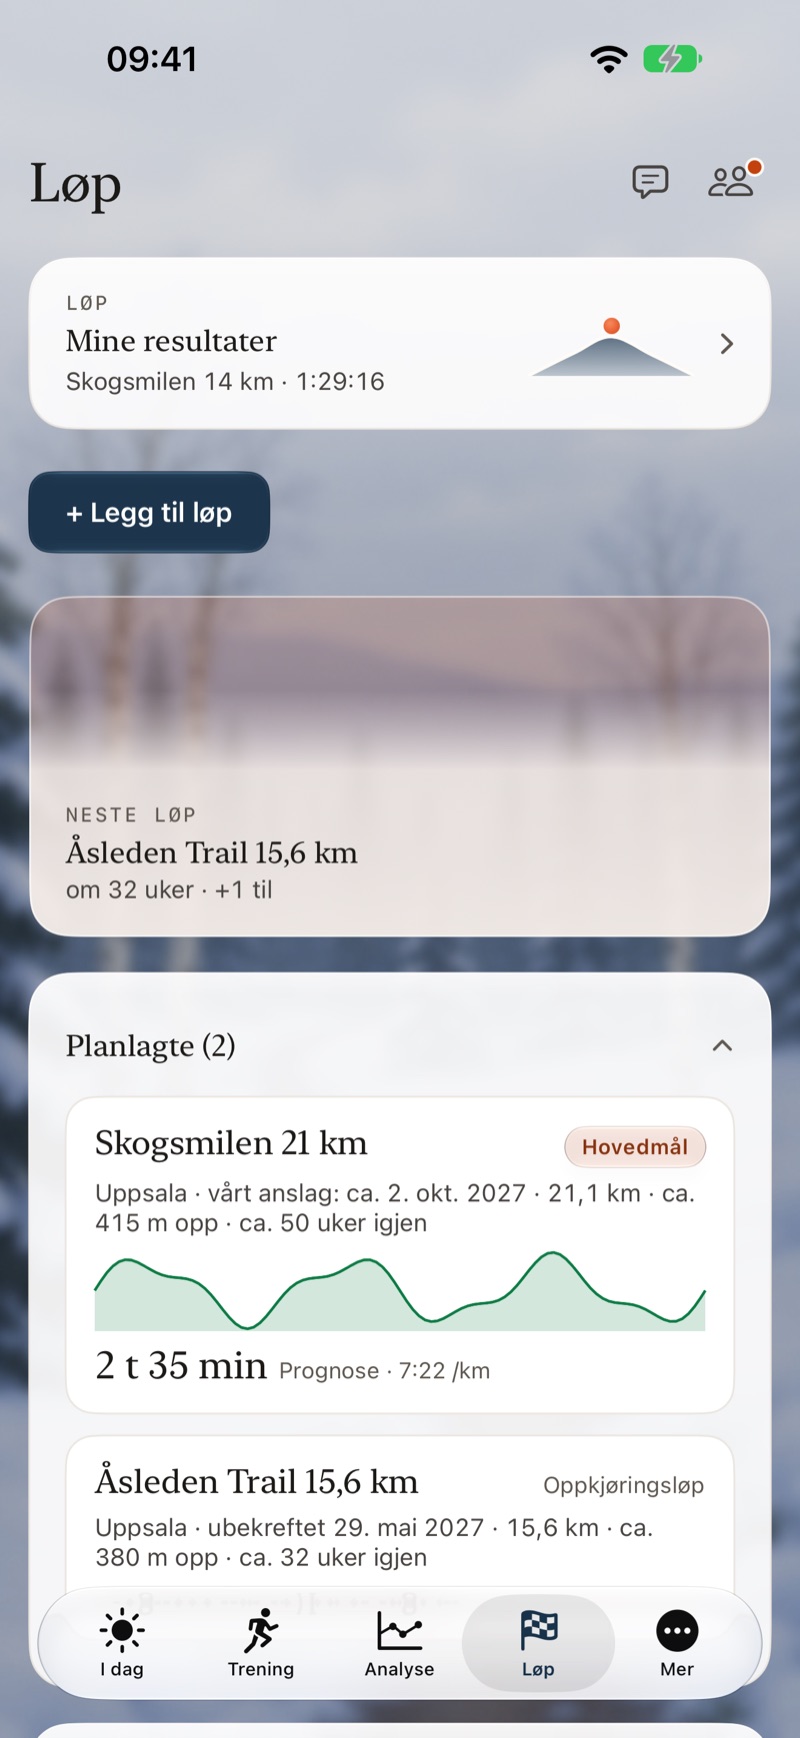 09:41
Løp
LØP
Mine resultater
Skogsmilen 14 km · 1:29:16
+ Legg til løp
NESTE LØP
Åsleden Trail 15,6 km
om 32 uker · +1 til
Planlagte (2)
Skogsmilen 21 km
Hovedmål
Uppsala · vårt anslag: ca. 2. okt. 2027 · 21,1 km · ca.
415 m opp · ca. 50 uker igjen
2 t 35 min Prognose · 7:22 /km
Åsleden Trail 15,6 km
Oppkjøringsløp
Uppsala · ubekreftet 29. mai 2027 · 15,6 km · ca.
380 m opp · ca. 32 uker igjen
I dag
Trening
Analyse
Løp
Mer